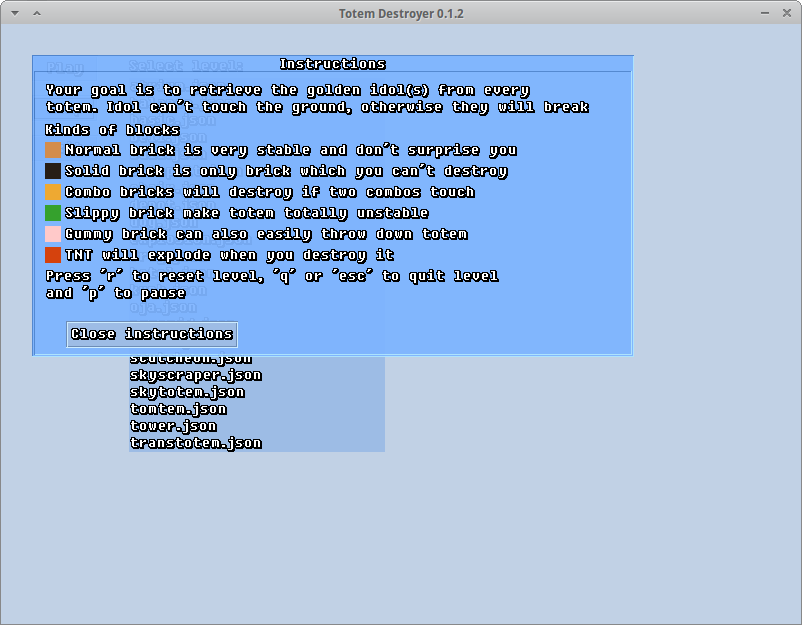 Totem Destroyer 0.1.2
Play
Select level:
Instructions
Your goal is to retrieve the golden idol(s) from every
totem. Idol can't touch the ground, otherwise they will break
Kinds of blocks
Normal brick is very stable and don't surprise you
Solid brick is only brick which you can't destroy
Combo bricks will destroy if two combos touch
Slippy brick make totem totally unstable
Gummy brick can also easily throw down totem
TNT will explode when you destroy it
Press 'r' to reset level, 'q' or 'esc' to quit level
and 'p' to pause
Close instructions
scutcheon.json
skyscraper.json
skytotem.json
tomtem.json
tower.json
transtotem.json